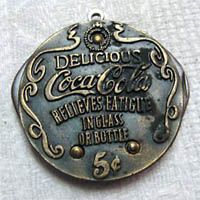 DELICIOUS
Coca-Cola
RELIEVES FATIGUE
IN GLASS
OR BOTTLE
5¢